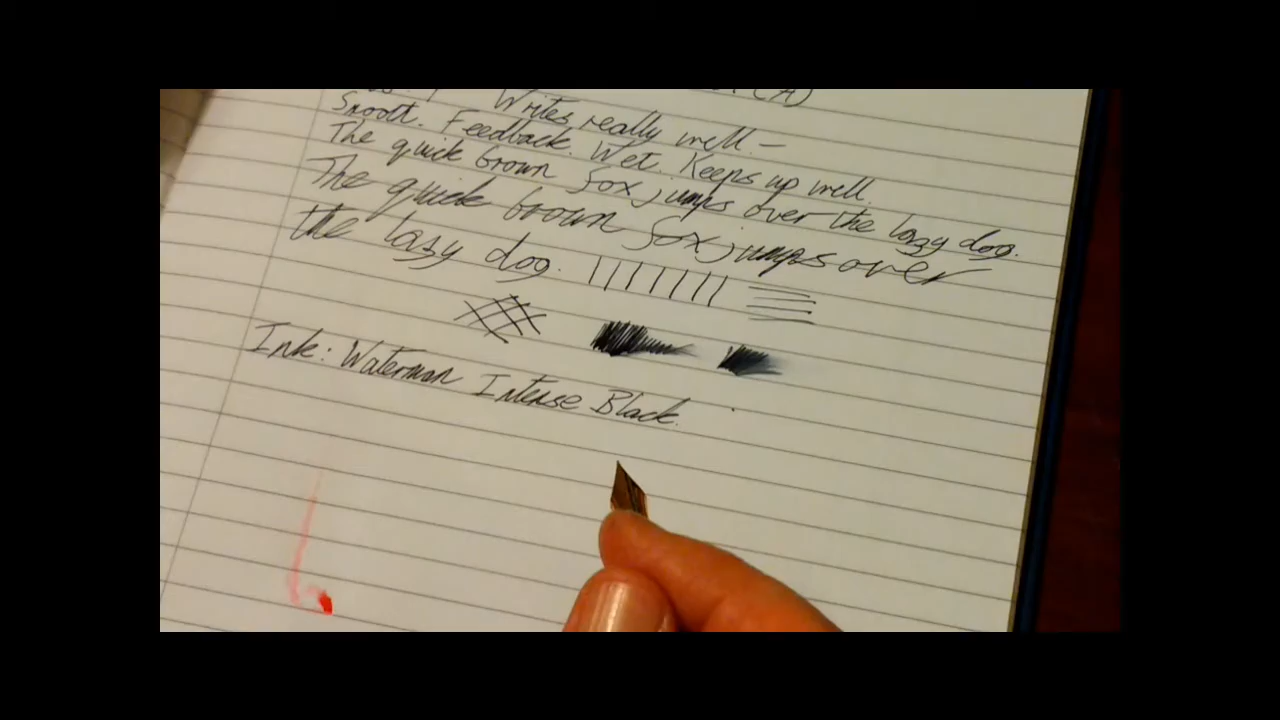 (A)
Writes really well. –
Smooth. Feedback. Wet. Keeps up well.
The quick brown fox jumps over the lazy dog.
The quick brown fox jumps over
the lazy dog.
Ink: Waterman Intense Black.